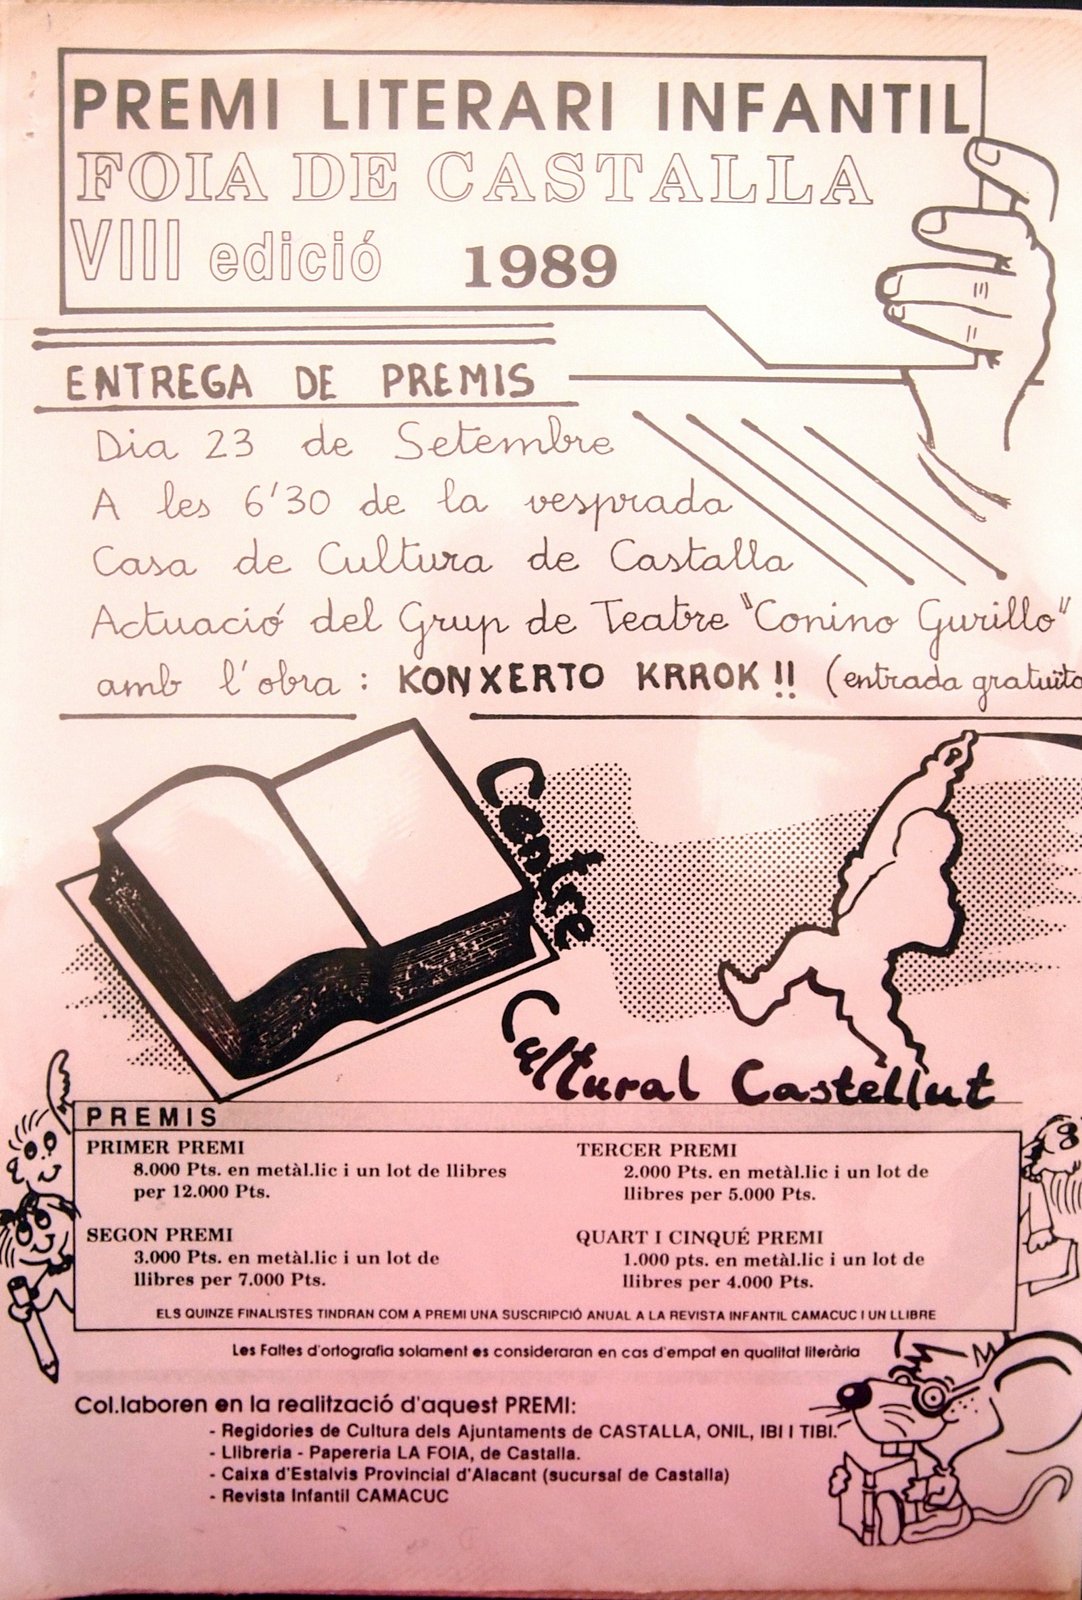 PREMI LITERARI INFANTIL
FOIA DE CASTALLA
VIII edició 1989
ENTREGA DE PREMIS
Dia 23 de Setembre
A les 6'30 de la vesprada
Casa de Cultura de Castalla
Actuació del Grup de Teatre "Conino Gurillo"
amb l'obra: KONXERTO KRROK!! (entrada gratuïta
Centre
Cultural Castellut
PREMIS
PRIMER PREMI
8.000 Pts. en metàl.lic i un lot de llibres
per 12.000 Pts.
SEGON PREMI
3.000 Pts. en metàl.lic i un lot de
llibres per 7.000 Pts.
TERCER PREMI
2.000 Pts. en metàl.lic i un lot de
llibres per 5.000 Pts.
QUART I CINQUÉ PREMI
1.000 pts. en metàl.lic i un lot de
llibres per 4.000 Pts.
ELS QUINZE FINALISTES TINDRAN COM A PREMI UNA SUSCRIPCIÓ ANUAL A LA REVISTA INFANTIL CAMACUC I UN LLIBRE
Les Faltes d'ortografia solament es consideraran en cas d'empat en qualitat literària
Col.laboren en la realització d'aquest PREMI:
- Regidories de Cultura dels Ajuntaments de CASTALLA, ONIL, IBI I TIBI.
- Llibreria - Papereria LA FOIA, de Castalla.
- Caixa d'Estalvis Provincial d'Alacant (sucursal de Castalla)
- Revista Infantil CAMACUC